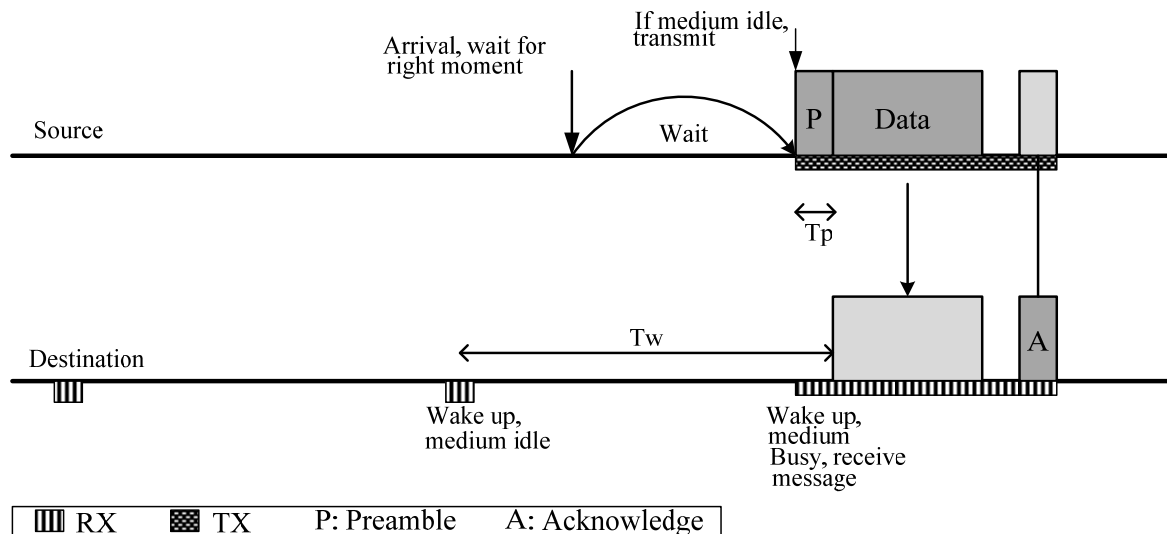 If medium idle,
transmit
Arrival, wait for
right moment
Source
Wait
P
Data
Tp
Destination
Tw
A
Wake up,
medium idle
Wake up,
medium
Busy, receive
message
RX
TX
P: Preamble
A: Acknowledge